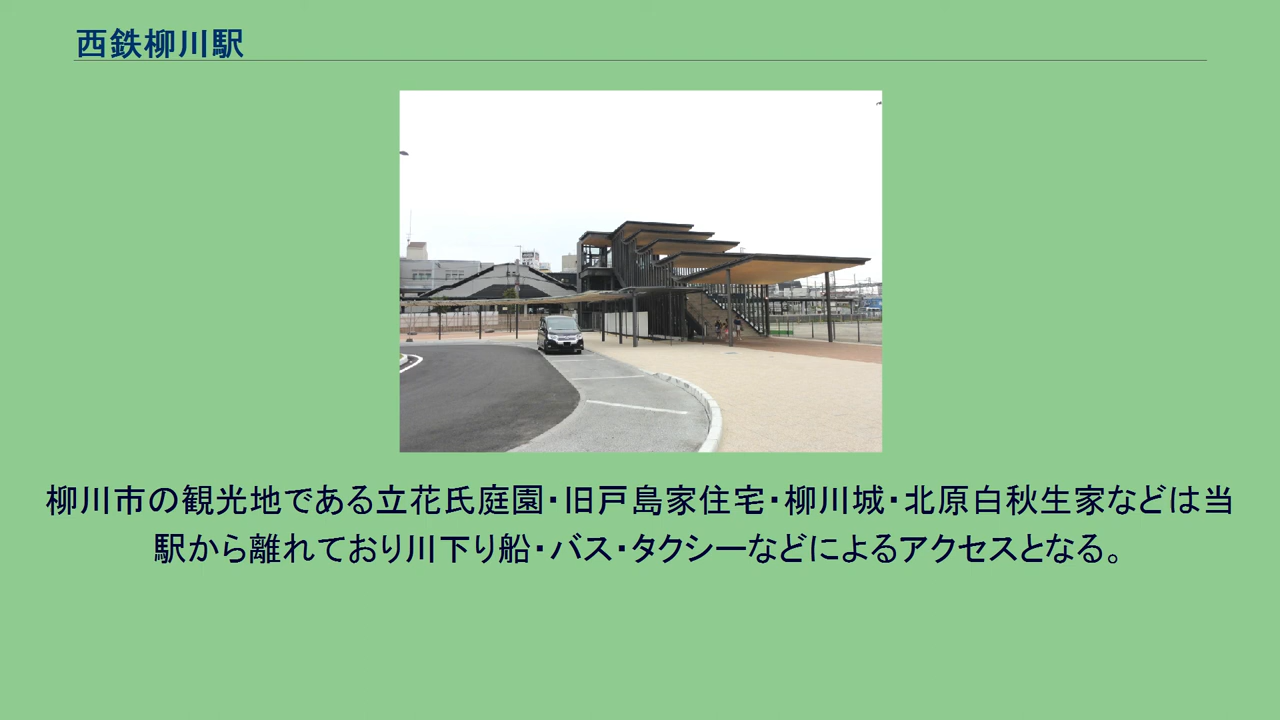 西鉄柳川駅
柳川市の観光地である立花氏庭園・旧戸島家住宅・柳川城・北原白秋生家などは当
駅から離れており川下り船・バス・タクシーなどによるアクセスとなる。